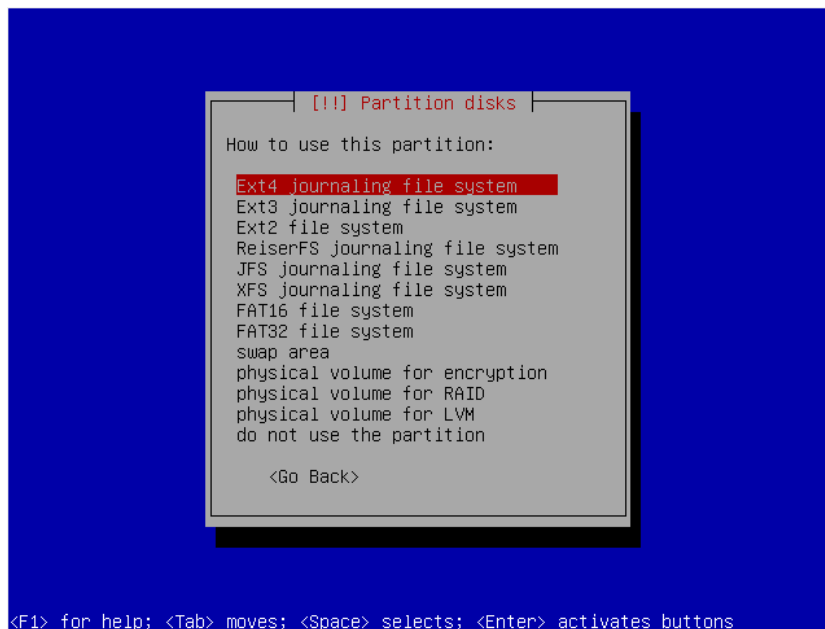 [!!] Partition disks
How to use this partition:
Ext4 journaling file system
Ext3 journaling file system
Ext2 file system
ReiserFS journaling file system
JFS journaling file system
XFS journaling file system
FAT16 file system
FAT32 file system
swap area
physical volume for encryption
physical volume for RAID
physical volume for LVM
do not use the partition
<Go Back>
<F1> for help; <Tab> moves; <Space> selects; <Enter> activates buttons